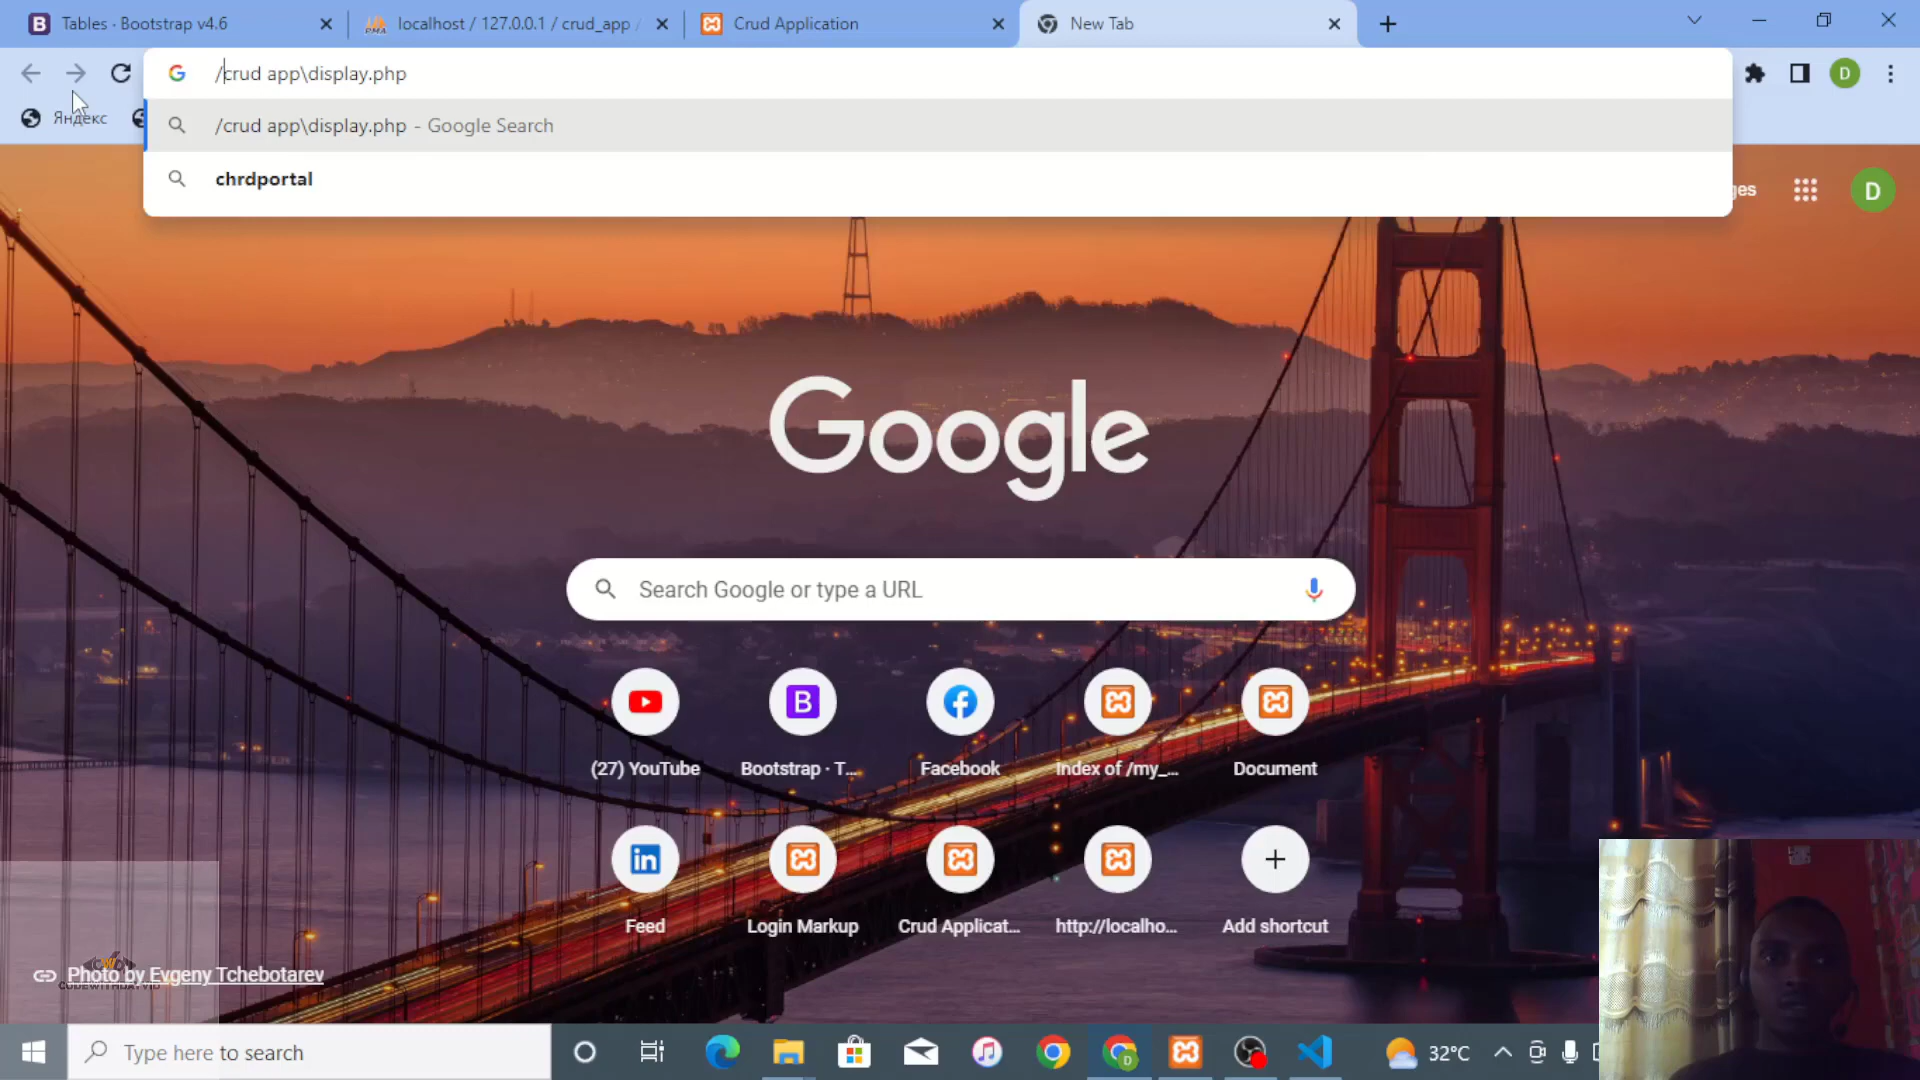 Tables · Bootstrap v4.6
localhost / 127.0.0.1 / crud_app /
Crud Application
New Tab
/crud app\display.php
D
Яндекс
/crud app\display.php - Google Search
chrdportal
ges
D
Google
Search Google or type a URL
(27) YouTube
Bootstrap · T...
Facebook
Index of /my_...
Document
Feed
Login Markup
Crud Applicat...
http://localho...
Add shortcut
Photo by Evgeny Tchebotarev
CODEWITHDAVID
Type here to search
32°C